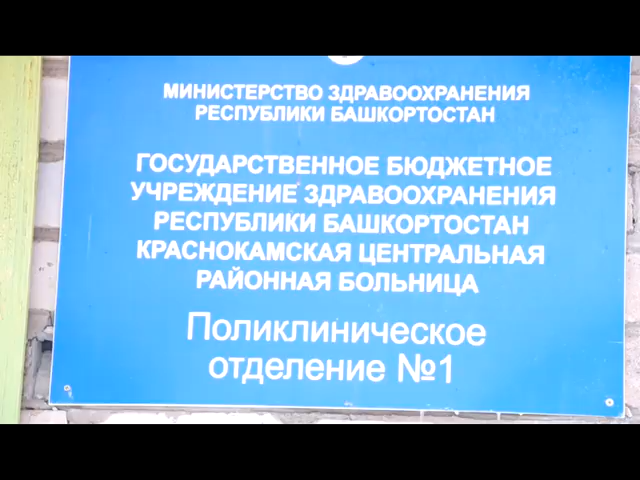 МИНИСТЕРСТВО ЗДРАВООХРАНЕНИЯ
РЕСПУБЛИКИ БАШКОРТОСТАН
ГОСУДАРСТВЕННОЕ БЮДЖЕТНОЕ
УЧРЕЖДЕНИЕ ЗДРАВООХРАНЕНИЯ
РЕСПУБЛИКИ БАШКОРТОСТАН
КРАСНОКАМСКАЯ ЦЕНТРАЛЬНАЯ
РАЙОННАЯ БОЛЬНИЦА
Поликлиническое
отделение №1